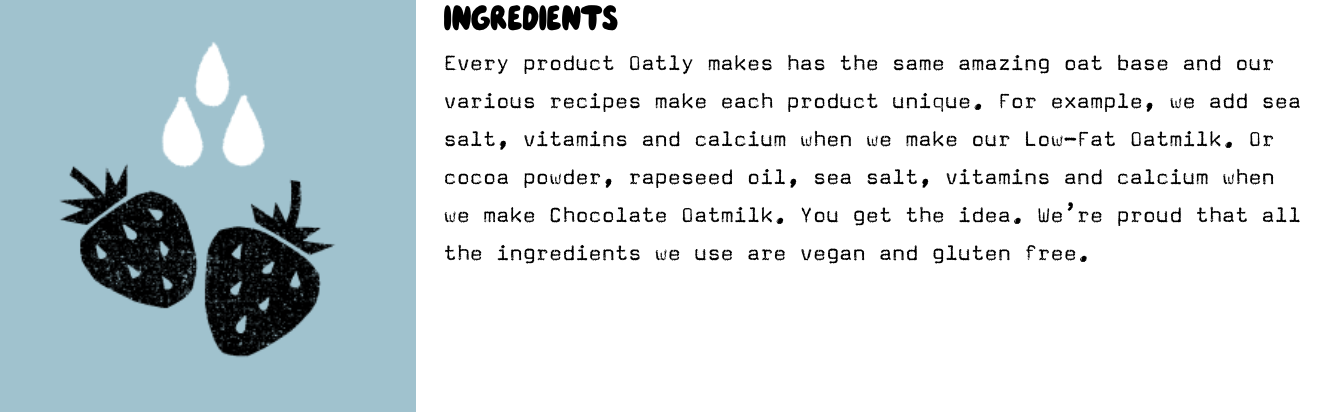 INGREDIENTS
Every product Oatly makes has the same amazing oat base and our
various recipes make each product unique. For example, we add sea
salt, vitamins and calcium when we make our Low-Fat Oatmilk. Or
cocoa powder, rapeseed oil, sea salt, vitamins and calcium when
we make Chocolate Oatmilk. You get the idea. We're proud that all
the ingredients we use are vegan and gluten free.